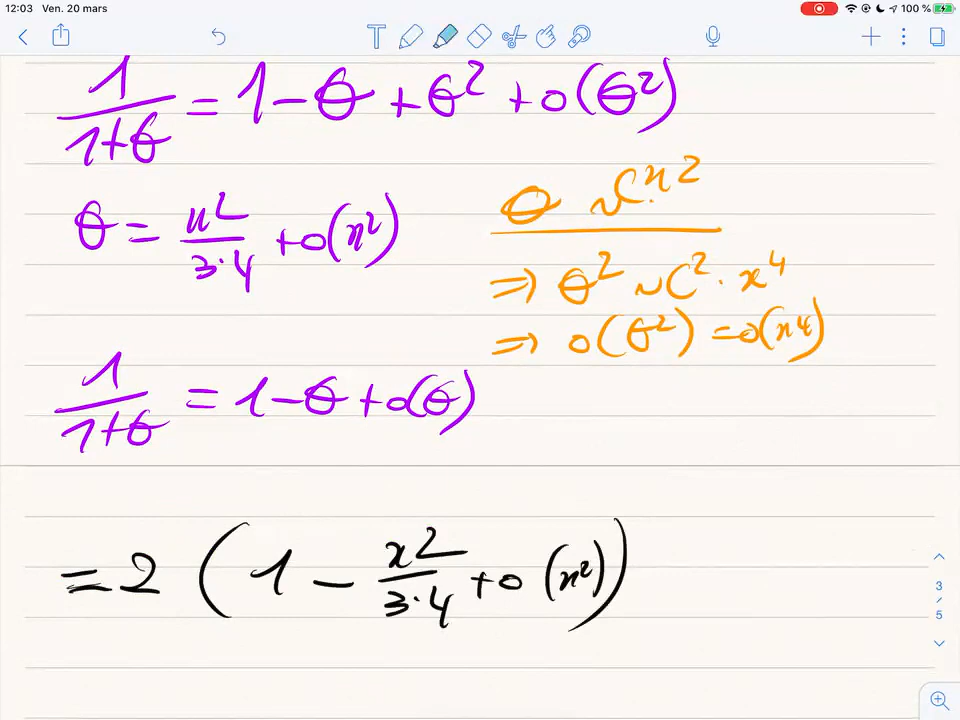 12:03 Ven. 20 mars 100 %
1/(1+θ) = 1 - θ + θ² + o(θ²)
θ ~ C·x²
θ = x²/(3·4) + o(x²)
⇒ θ² ~ C²·x⁴
⇒ o(θ²) = o(x⁴)
1/(1+θ) = 1 - θ + o(θ)
= 2 (1 - x²/(3·4) + o(x²))
3/5